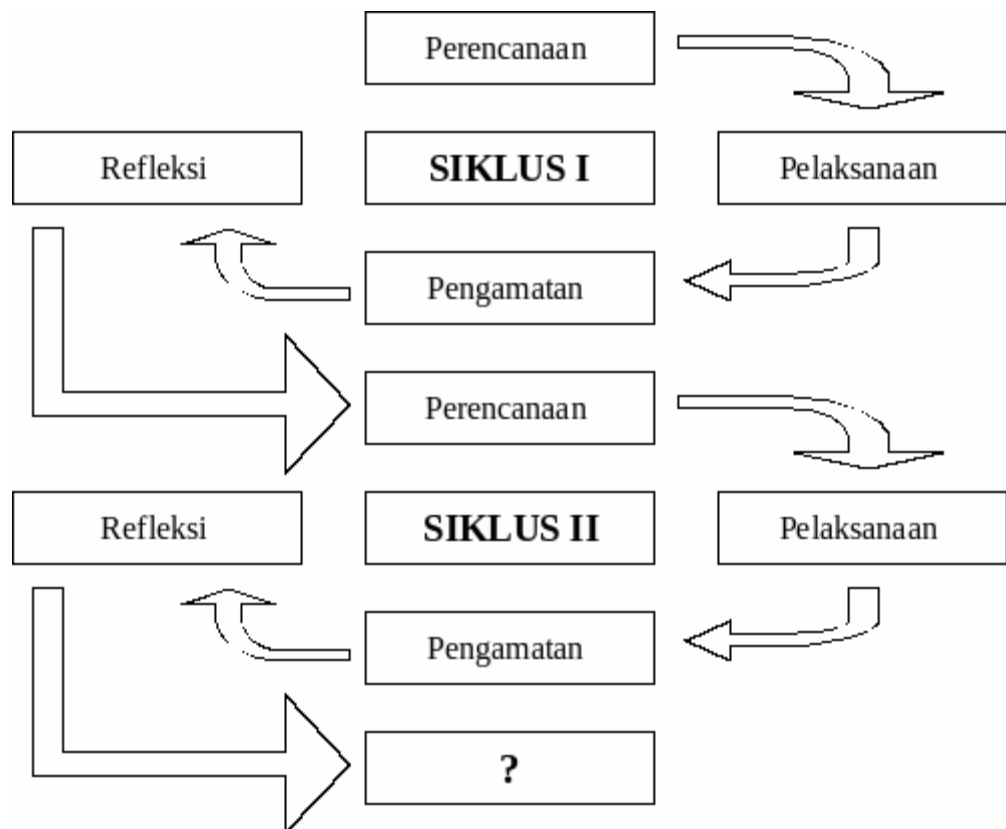 Perencanaan
Refleksi
SIKLUS I
Pelaksanaan
Pengamatan
Perencanaan
Refleksi
SIKLUS II
Pelaksanaan
Pengamatan
?